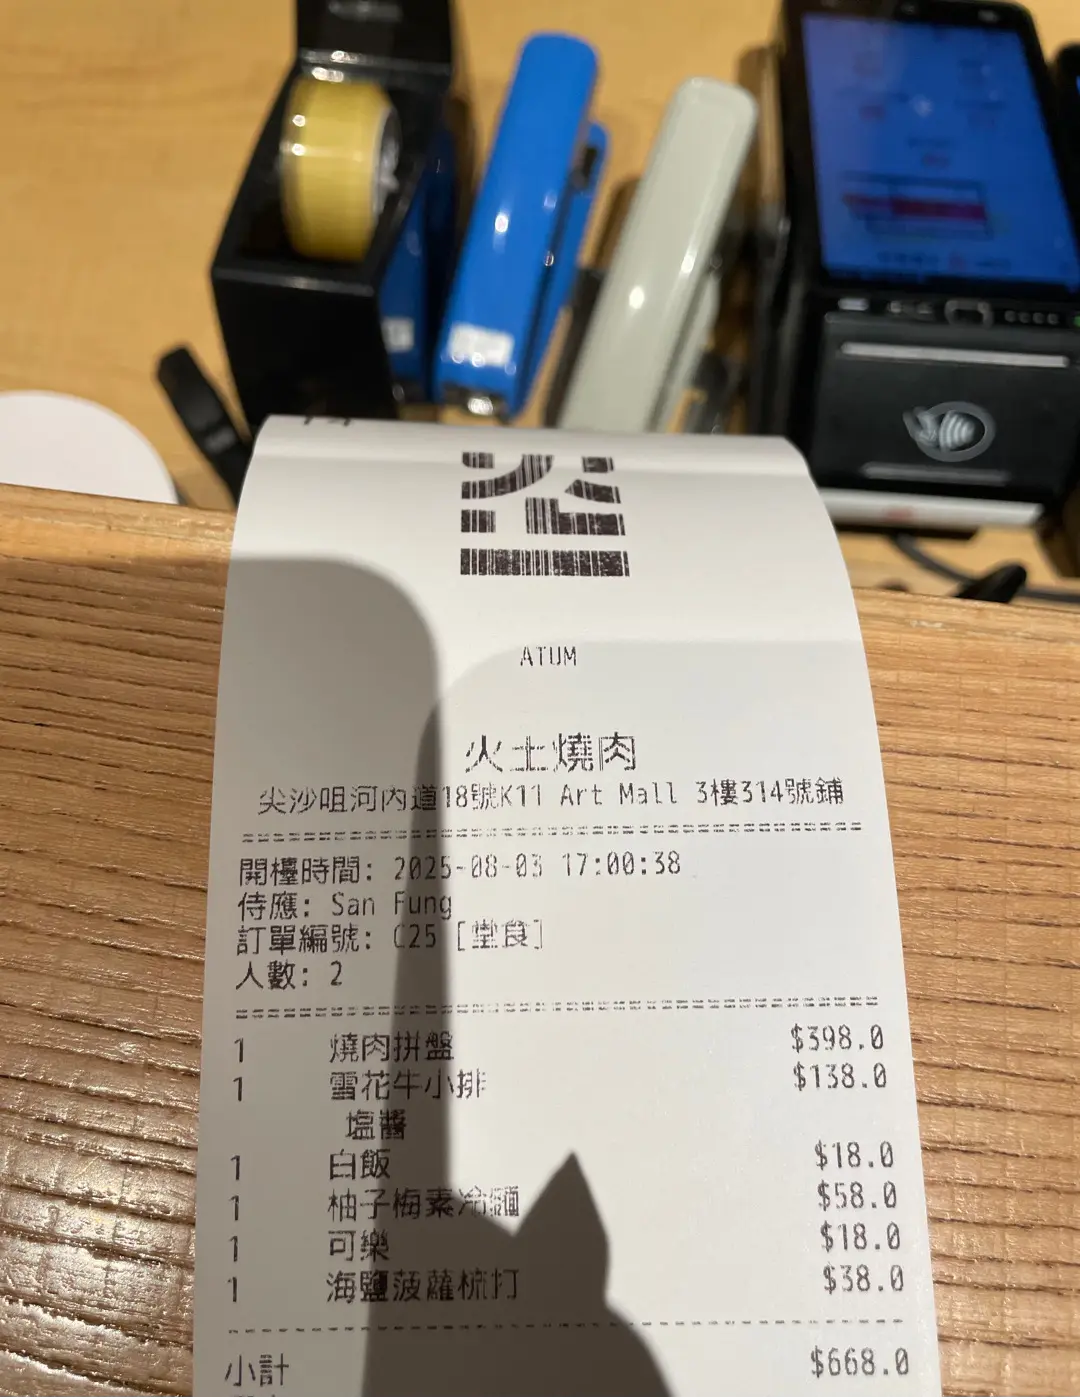 ATUM
火土燒肉
尖沙咀河內道18號K11 Art Mall 3樓314號鋪
開檯時間: 2025-08-03 17:00:38
侍應: San Fung
訂單編號: C25 [堂食]
人數: 2
1 燒肉拼盤 $398.0
1 雪花牛小排 $138.0
塩醬
1 白飯 $18.0
1 柚子梅素冷麵 $58.0
1 可樂 $18.0
1 海鹽菠蘿梳打 $38.0
小計 $668.0